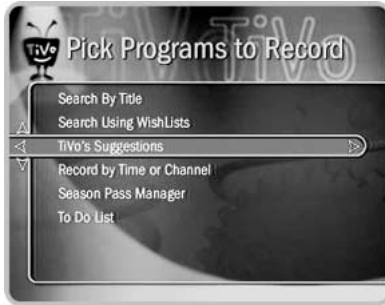 TiVo
Pick Programs to Record
Search By Title
Search Using WishLists
TiVo's Suggestions
Record by Time or Channel
Season Pass Manager
To Do List